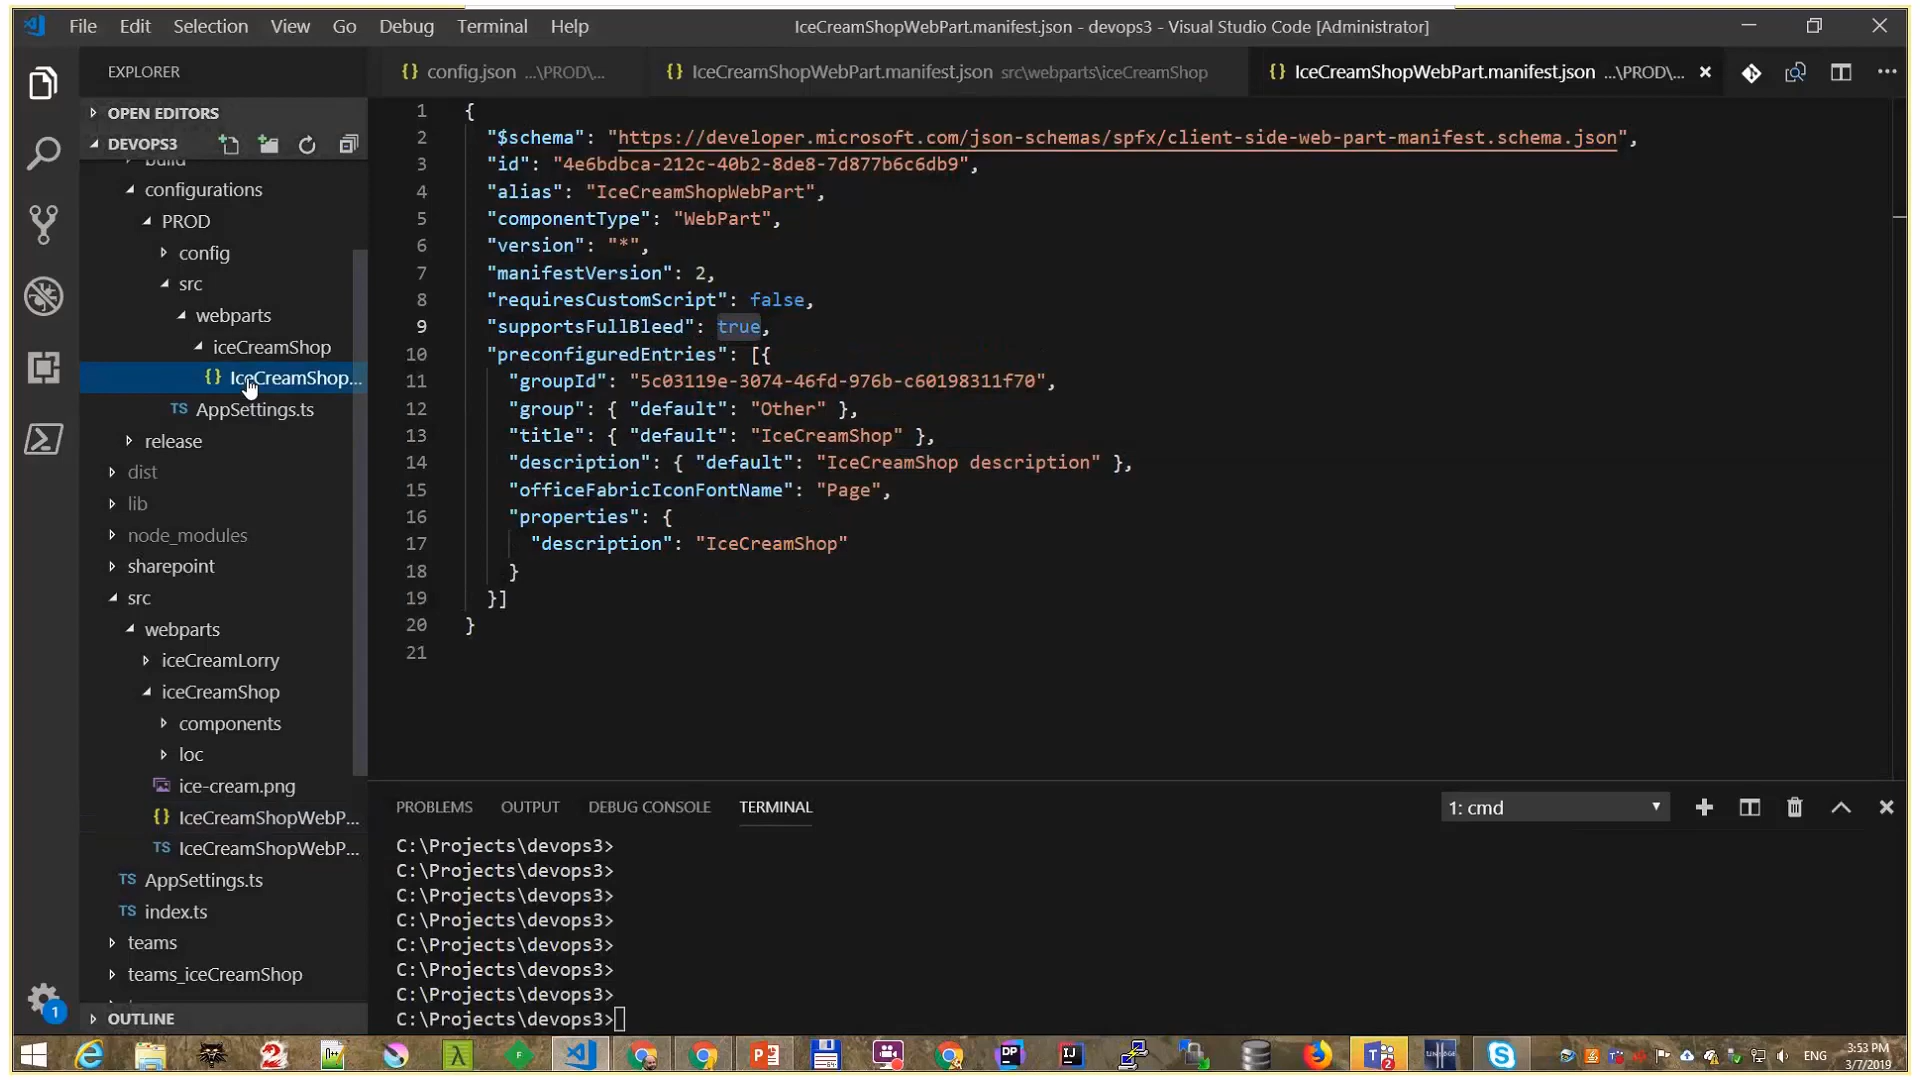 File Edit Selection View Go Debug Terminal Help IceCreamShopWebPart.manifest.json - devops3 - Visual Studio Code [Administrator]
EXPLORER
{} config.json ...\PROD\... {} IceCreamShopWebPart.manifest.json src\webparts\iceCreamShop {} IceCreamShopWebPart.manifest.json ...\PROD\...
OPEN EDITORS
DEVOPS3
build
configurations
PROD
config
src
webparts
iceCreamShop
{} IceCreamShop...
TS AppSettings.ts
release
dist
lib
node_modules
sharepoint
src
webparts
iceCreamLorry
iceCreamShop
components
loc
ice-cream.png
{} IceCreamShopWebP...
TS IceCreamShopWebP...
TS AppSettings.ts
TS index.ts
teams
teams_iceCreamShop
OUTLINE
1 {
2 "$schema": "https://developer.microsoft.com/json-schemas/spfx/client-side-web-part-manifest.schema.json",
3 "id": "4e6bdbca-212c-40b2-8de8-7d877b6c6db9",
4 "alias": "IceCreamShopWebPart",
5 "componentType": "WebPart",
6 "version": "*",
7 "manifestVersion": 2,
8 "requiresCustomScript": false,
9 "supportsFullBleed": true,
10 "preconfiguredEntries": [{
11 "groupId": "5c03119e-3074-46fd-976b-c60198311f70",
12 "group": { "default": "Other" },
13 "title": { "default": "IceCreamShop" },
14 "description": { "default": "IceCreamShop description" },
15 "officeFabricIconFontName": "Page",
16 "properties": {
17 "description": "IceCreamShop"
18 }
19 }]
20 }
21
PROBLEMS OUTPUT DEBUG CONSOLE TERMINAL 1: cmd
C:\Projects\devops3>
C:\Projects\devops3>
C:\Projects\devops3>
C:\Projects\devops3>
C:\Projects\devops3>
C:\Projects\devops3>
C:\Projects\devops3>
C:\Projects\devops3>
1
ENG
3:53 PM
3/7/2019